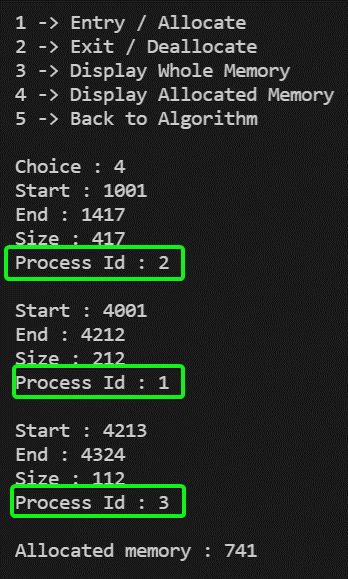 1 -> Entry / Allocate
2 -> Exit / Deallocate
3 -> Display Whole Memory
4 -> Display Allocated Memory
5 -> Back to Algorithm
Choice : 4
Start : 1001
End : 1417
Size : 417
Process Id : 2
Start : 4001
End : 4212
Size : 212
Process Id : 1
Start : 4213
End : 4324
Size : 112
Process Id : 3
Allocated memory : 741